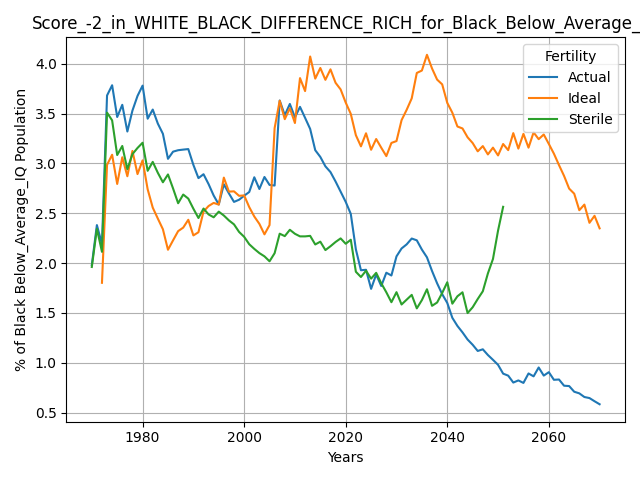 Score_-2_in_WHITE_BLACK_DIFFERENCE_RICH_for_Black_Below_Average_
Fertility
Actual
Ideal
Sterile
% of Black Below_Average_IQ Population
4.0
3.5
3.0
2.5
2.0
1.5
1.0
0.5
1980
2000
2020
2040
2060
Years